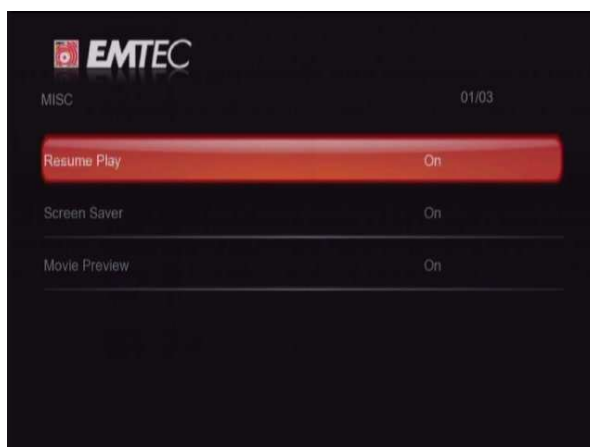 EMTEC
MISC 01/03
Resume Play On
Screen Saver On
Movie Preview On